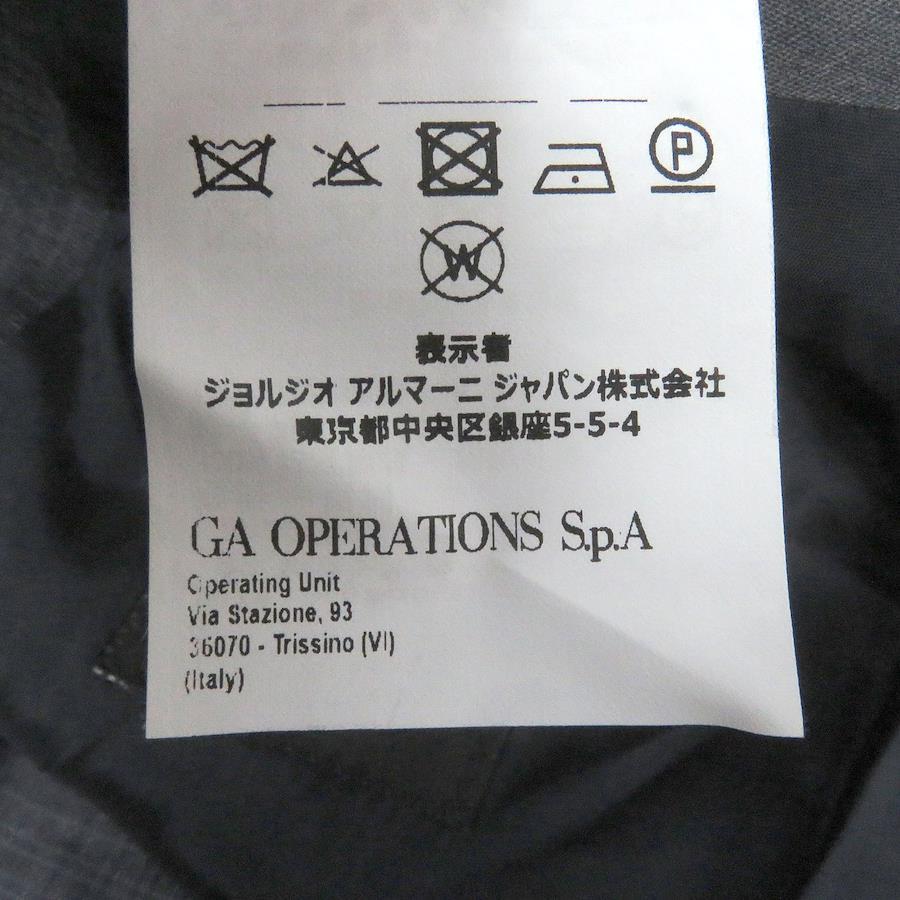 P
W
表示者
ジョルジオ アルマーニ ジャパン株式会社
東京都中央区銀座5-5-4
GA OPERATIONS S.p.A
Operating Unit
Via Stazione, 93
36070 - Trissino (VI)
(Italy)